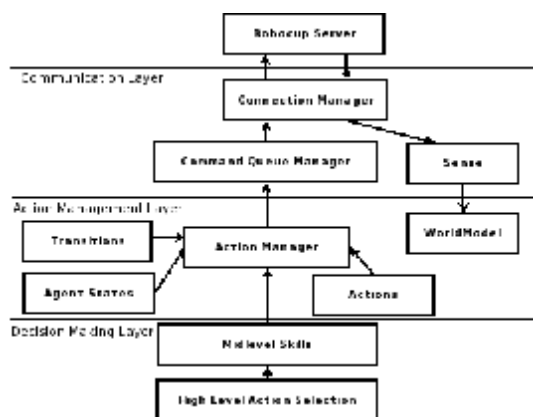 Robocup Server
Communication Layer
Connection Manager
Command Queue Manager
Sense
Action Management Layer
Transitions
Action Manager
WorldModel
Agent States
Actions
Decision Making Layer
Midlevel Skills
High Level Action Selection